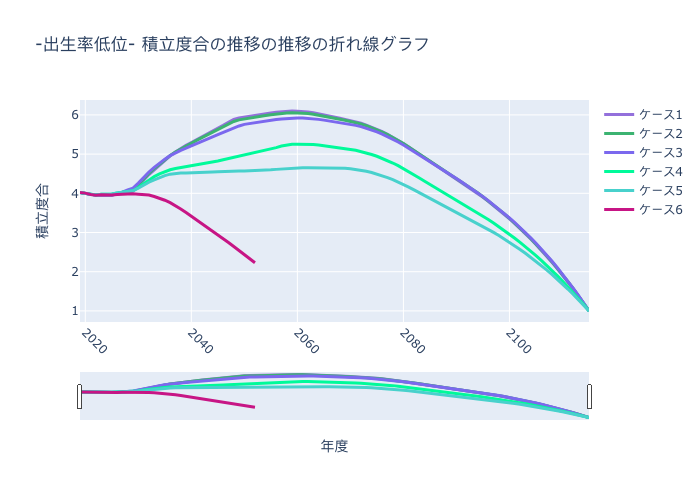 -出生率低位- 積立度合の推移の推移の折れ線グラフ
ケース1
ケース2
ケース3
ケース4
ケース5
ケース6
積立度合
6
5
4
3
2
1
2020
2040
2060
2080
2100
年度